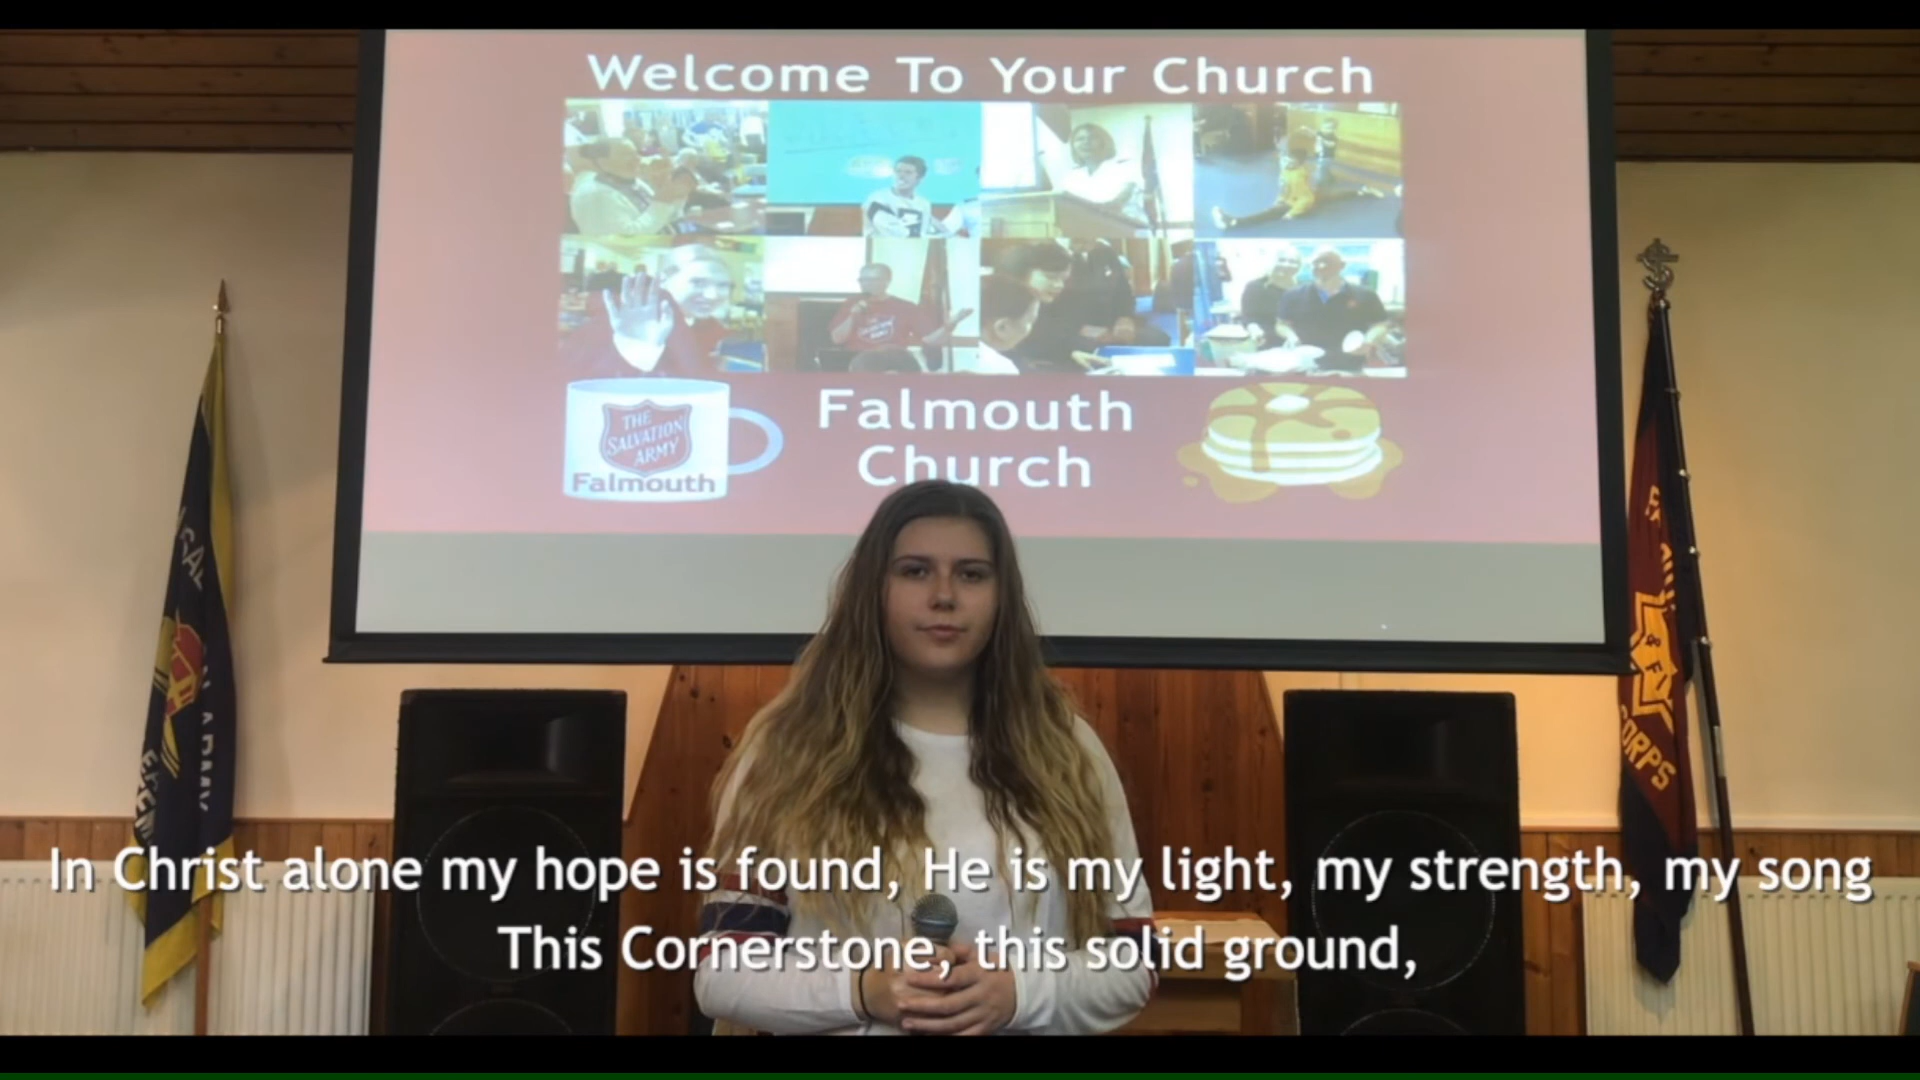 Welcome To Your Church
THE
SALVATION
ARMY
Falmouth
Falmouth
Church
& F
CORPS
In Christ alone my hope is found, He is my light, my strength, my song
This Cornerstone, this solid ground,